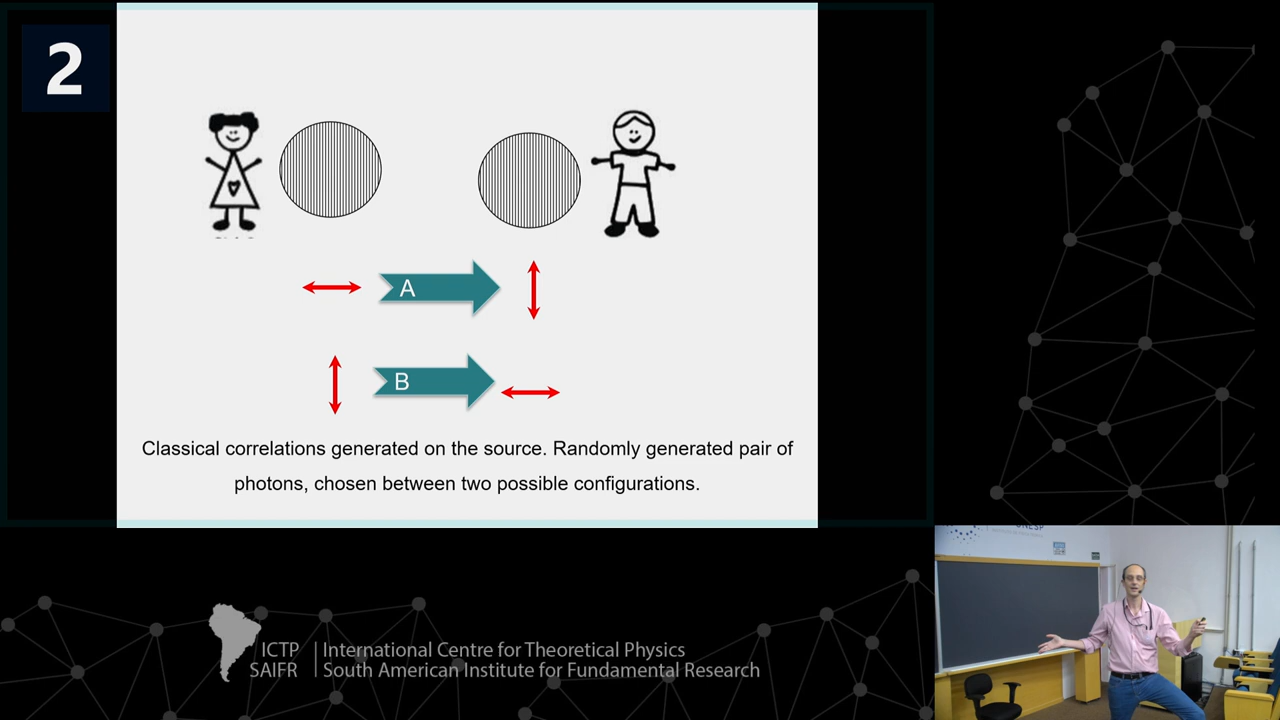 2
A
B
Classical correlations generated on the source. Randomly generated pair of
photons, chosen between two possible configurations.
ICTP
SAIFR
International Centre for Theoretical Physics
South American Institute for Fundamental Research
UNESP